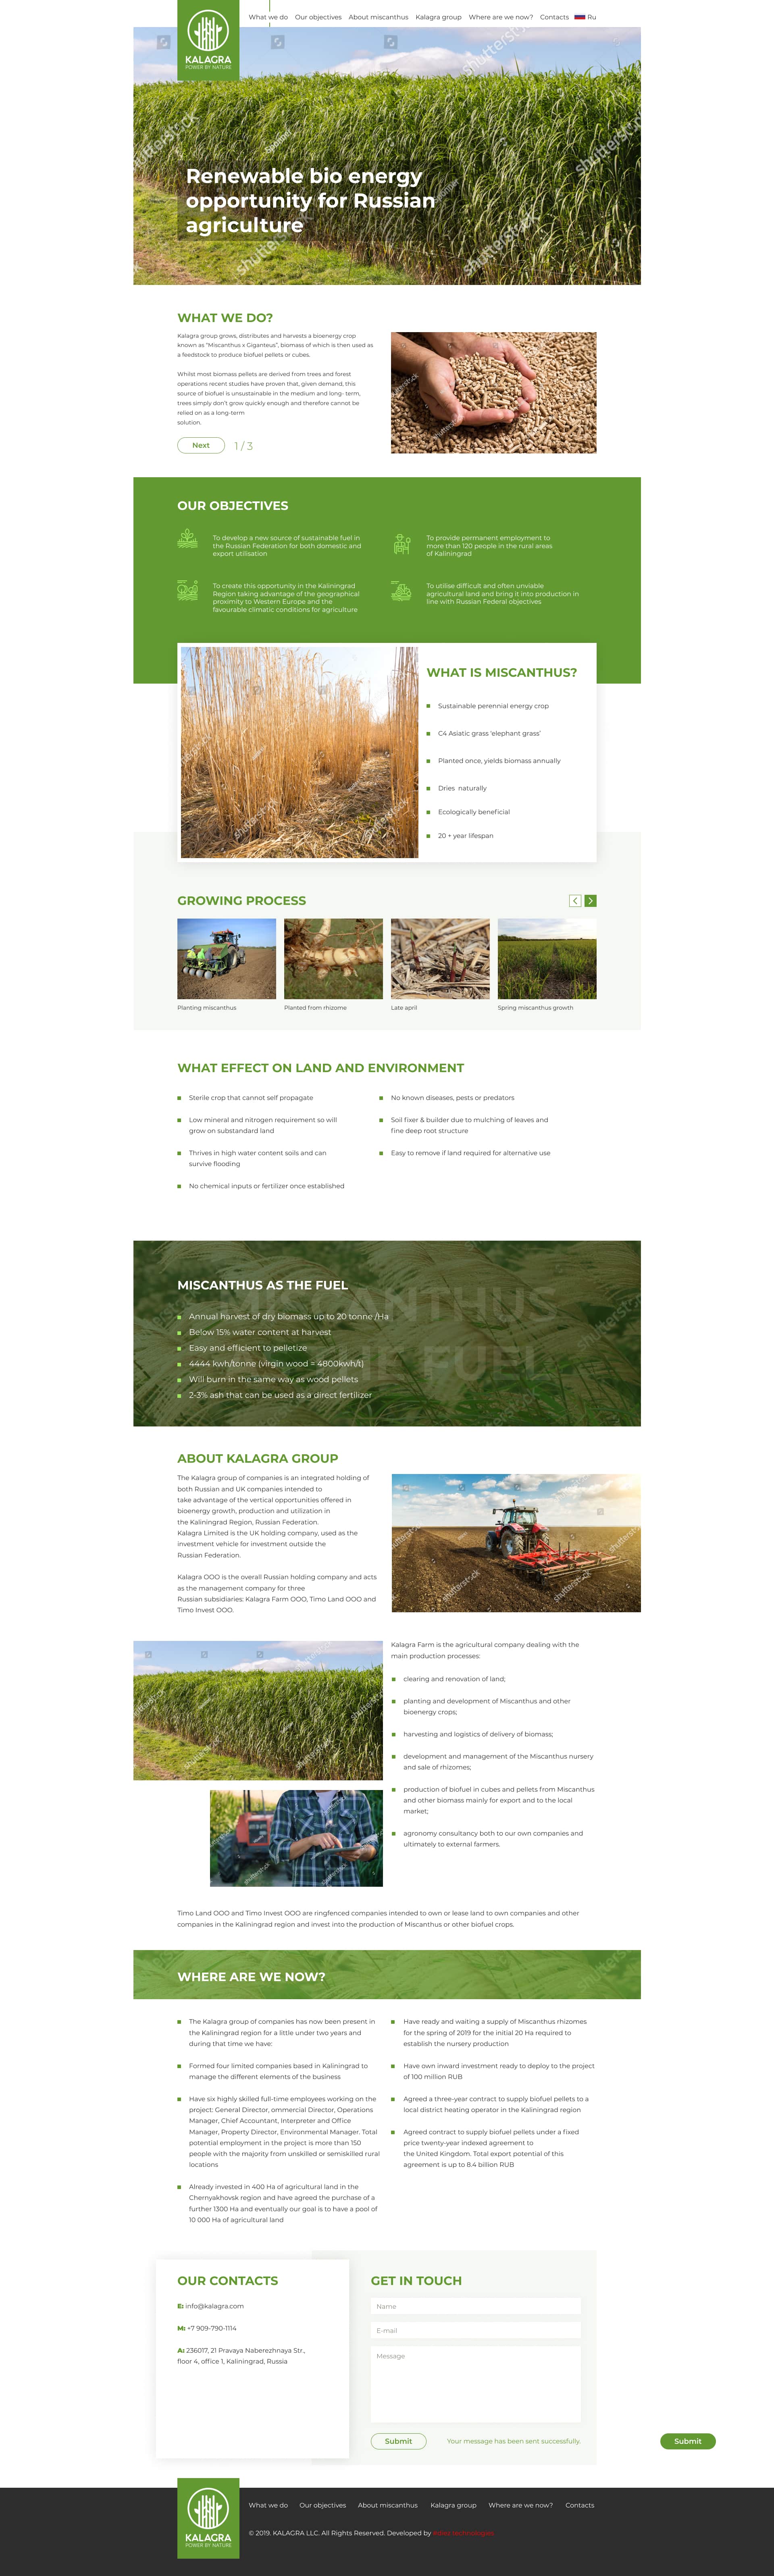 What we do Our objectives About miscanthus Kalagra group Where are we now? Contacts Ru
KALAGRA
POWER BY NATURE
Renewable bio energy
opportunity for Russian
agriculture
WHAT WE DO?
Kalagra group grows, distributes and harvests a bioenergy crop
known as "Miscanthus x Giganteus", biomass of which is then used as
a feedstock to produce biofuel pellets or cubes.
Whilst most biomass pellets are derived from trees and forest
operations recent studies have proven that, given demand, this
source of biofuel is unsustainable in the medium and long- term,
trees simply don't grow quickly enough and therefore cannot be
relied on as a long-term
solution.
Next 1 / 3
OUR OBJECTIVES
To develop a new source of sustainable fuel in
the Russian Federation for both domestic and
export utilisation
To provide permanent employment to
more than 120 people in the rural areas
of Kaliningrad
To create this opportunity in the Kaliningrad
Region taking advantage of the geographical
proximity to Western Europe and the
favourable climatic conditions for agriculture
To utilise difficult and often unviable
agricultural land and bring it into production in
line with Russian Federal objectives
WHAT IS MISCANTHUS?
Sustainable perennial energy crop
C4 Asiatic grass 'elephant grass'
Planted once, yields biomass annually
Dries naturally
Ecologically beneficial
20 + year lifespan
GROWING PROCESS
Planting miscanthus
Planted from rhizome
Late april
Spring miscanthus growth
WHAT EFFECT ON LAND AND ENVIRONMENT
Sterile crop that cannot self propagate
Low mineral and nitrogen requirement so will
grow on substandard land
Thrives in high water content soils and can
survive flooding
No chemical inputs or fertilizer once established
No known diseases, pests or predators
Soil fixer & builder due to mulching of leaves and
fine deep root structure
Easy to remove if land required for alternative use
MISCANTHUS AS THE FUEL
Annual harvest of dry biomass up to 20 tonne /Ha
Below 15% water content at harvest
Easy and efficient to pelletize
4444 kwh/tonne (virgin wood = 4800kwh/t)
Will burn in the same way as wood pellets
2-3% ash that can be used as a direct fertilizer
ABOUT KALAGRA GROUP
The Kalagra group of companies is an integrated holding of
both Russian and UK companies intended to
take advantage of the vertical opportunities offered in
bioenergy growth, production and utilization in
the Kaliningrad Region, Russian Federation.
Kalagra Limited is the UK holding company, used as the
investment vehicle for investment outside the
Russian Federation.
Kalagra OOO is the overall Russian holding company and acts
as the management company for three
Russian subsidiaries: Kalagra Farm OOO, Timo Land OOO and
Timo Invest OOO.
Kalagra Farm is the agricultural company dealing with the
main production processes:
clearing and renovation of land;
planting and development of Miscanthus and other
bioenergy crops;
harvesting and logistics of delivery of biomass;
development and management of the Miscanthus nursery
and sale of rhizomes;
production of biofuel in cubes and pellets from Miscanthus
and other biomass mainly for export and to the local
market;
agronomy consultancy both to our own companies and
ultimately to external farmers.
Timo Land OOO and Timo Invest OOO are ringfenced companies intended to own or lease land to own companies and other
companies in the Kaliningrad region and invest into the production of Miscanthus or other biofuel crops.
WHERE ARE WE NOW?
The Kalagra group of companies has now been present in
the Kaliningrad region for a little under two years and
during that time we have:
Formed four limited companies based in Kaliningrad to
manage the different elements of the business
Have six highly skilled full-time employees working on the
project: General Director, ommercial Director, Operations
Manager, Chief Accountant, Interpreter and Office
Manager, Property Director, Environmental Manager. Total
potential employment in the project is more than 150
people with the majority from unskilled or semiskilled rural
locations
Already invested in 400 Ha of agricultural land in the
Chernyakhovsk region and have agreed the purchase of a
further 1300 Ha and eventually our goal is to have a pool of
10 000 Ha of agricultural land
Have ready and waiting a supply of Miscanthus rhizomes
for the spring of 2019 for the initial 20 Ha required to
establish the nursery production
Have own inward investment ready to deploy to the project
of 100 million RUB
Agreed a three-year contract to supply biofuel pellets to a
local district heating operator in the Kaliningrad region
Agreed contract to supply biofuel pellets under a fixed
price twenty-year indexed agreement to
the United Kingdom. Total export potential of this
agreement is up to 8.4 billion RUB
OUR CONTACTS
E: info@kalagra.com
M: +7 909-790-1114
A: 236017, 21 Pravaya Naberezhnaya Str.,
floor 4, office 1, Kaliningrad, Russia
GET IN TOUCH
Name
E-mail
Message
Submit Your message has been sent successfully.
Submit
KALAGRA
POWER BY NATURE
What we do Our objectives About miscanthus Kalagra group Where are we now? Contacts
© 2019. KALAGRA LLC. All Rights Reserved. Developed by